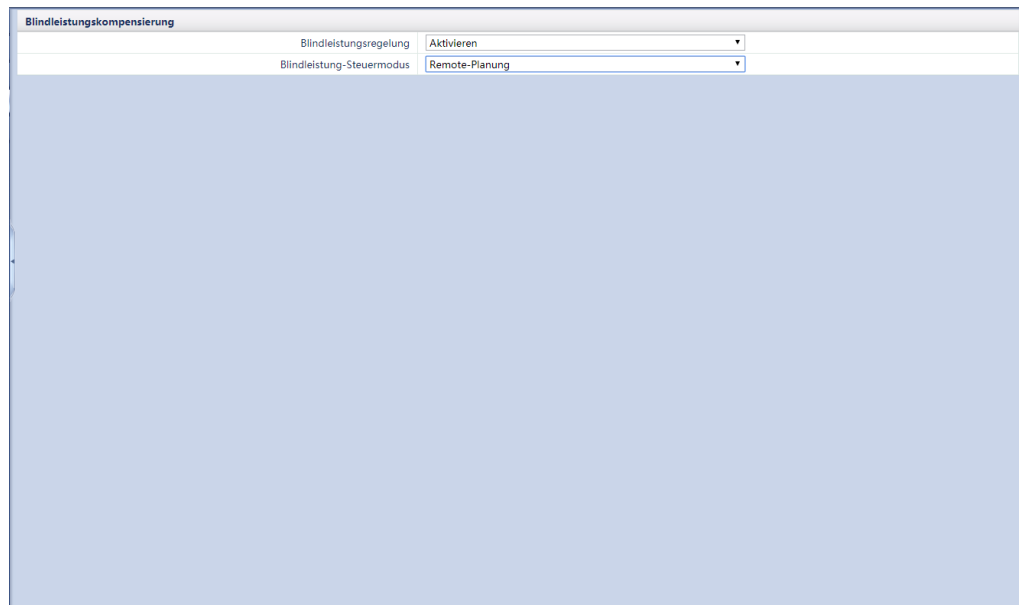 Blindleistungskompensierung
Blindleistungsregelung Aktivieren
Blindleistung-Steuermodus Remote-Planung